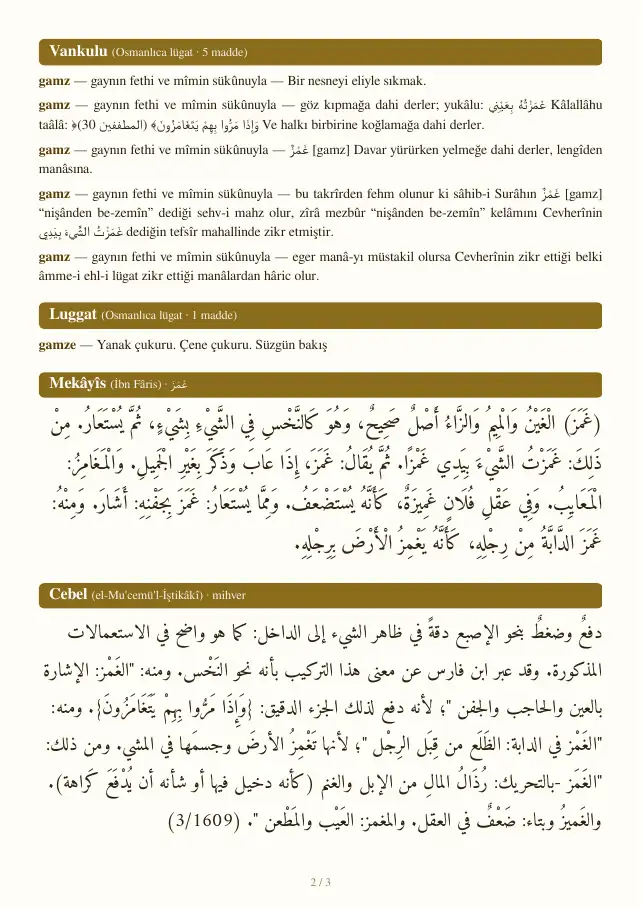 Vankulu (Osmanlıca lügat · 5 madde)
gamz — gaynın fethi ve mîmin sükûnuyla — Bir nesneyi eliyle sıkmak.
gamz — gaynın fethi ve mîmin sükûnuyla — göz kıpmağa dahi derler; yukâlu: غَمَزْتُهُ بِعَيْنِي Kâlallâhu
taâlâ: ﴿وَإِذَا مَرُّوا بِهِمْ يَتَغَامَزُونَ﴾ (المطففين 30) Ve halkı birbirine koğlamağa dahi derler.
gamz — gaynın fethi ve mîmin sükûnuyla — غَمْزٌ [gamz] Davar yürürken yelmeğe dahi derler, lengîden
manâsına.
gamz — gaynın fethi ve mîmin sükûnuyla — bu takrîrden fehm olunur ki sâhib-i Surâhın غَمْزٌ [gamz]
“nişânden be-zemîn” dediği sehv-i mahz olur, zîrâ mezbûr “nişânden be-zemîn” kelâmını Cevherînin
غَمَزْتُ الشَّيْءَ بِيَدِي dediğin tefsîr mahallinde zikr etmiştir.
gamz — gaynın fethi ve mîmin sükûnuyla — eger manâ-yı müstakil olursa Cevherînin zikr ettiği belki
âmme-i ehl-i lügat zikr ettiği manâlardan hâric olur.
Luggat (Osmanlıca lügat · 1 madde)
gamze — Yanak çukuru. Çene çukuru. Süzgün bakış
Mekâyîs (İbn Fâris) · غَمَزَ
(غَمَزَ) الْغَيْنُ وَالْمِيمُ وَالزَّاءُ أَصْلٌ صَحِيحٌ، وَهُوَ كَالنَّخْسِ فِي الشَّيْءِ بِشَيْءٍ، ثُمَّ يُسْتَعَارُ. مِنْ
ذَلِكَ: غَمَزْتُ الشَّيْءَ بِيَدِي غَمْزًا. ثُمَّ يُقَالُ: غَمَزَ، إِذَا عَابَ وَذَكَرَ بِغَيْرِ الْجَمِيلِ. وَالْمَغَامِزُ:
الْمَعَايِبُ. وَفِي عَقْلِ فُلَانٍ غَمِيزَةٌ، كَأَنَّهُ يُسْتَضْعَفُ. وَمِمَّا يُسْتَعَارُ: غَمَزَ بِجَفْنِهِ: أَشَارَ. وَمِنْهُ:
غَمَزَ الدَّابَّةُ مِنْ رِجْلِهِ، كَأَنَّهُ يَغْمِزُ الْأَرْضَ بِرِجْلِهِ.
Cebel (el-Mu'cemü'l-İştikâkî) · mihver
دفعٌ وضغطٌ بنحو الإصبع دقةً في ظاهر الشيء إلى الداخل: كما هو واضح في الاستعمالات
المذكورة. وقد عبر ابن فارس عن معنى هذا التركيب بأنه نحو النَخْس. ومنه: "الغَمْز: الإشارة
بالعين والحاجب والجفن "؛ لأنه دفع لذلك الجزء الدقيق: {وَإِذَا مَرُّوا بِهِمْ يَتَغَامَزُونَ}. ومنه:
"الغَمْز في الدابة: الظَلَع من قِبَل الرِجْل "؛ لأنها تَغْمِزُ الأرضَ وجسمَها في المشي. ومن ذلك:
"الغَمَز -بالتحريك: رُذَالُ المالِ من الإبل والغنم (كأنه دخيل فيها أو شأنه أن يُدْفَعَ كَراهة).
والغَميزُ وبتاء: ضَعْفٌ في العقل. والمغمز: العَيْب والمَطْعن ". (3/1609)
2 / 3